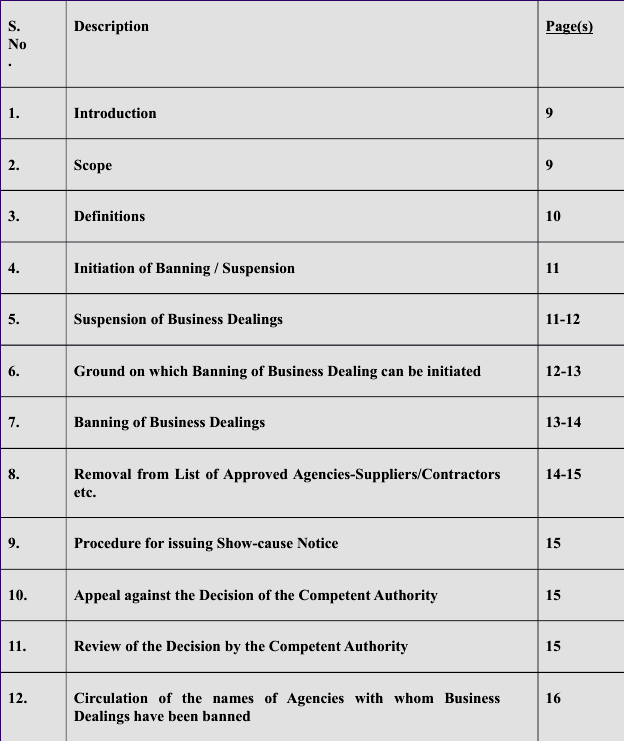 S. No . Description Page(s)
1. Introduction 9
2. Scope 9
3. Definitions 10
4. Initiation of Banning / Suspension 11
5. Suspension of Business Dealings 11-12
6. Ground on which Banning of Business Dealing can be initiated 12-13
7. Banning of Business Dealings 13-14
8. Removal from List of Approved Agencies-Suppliers/Contractors 14-15
etc.
9. Procedure for issuing Show-cause Notice 15
10. Appeal against the Decision of the Competent Authority 15
11. Review of the Decision by the Competent Authority 15
12. Circulation of the names of Agencies with whom Business 16
Dealings have been banned